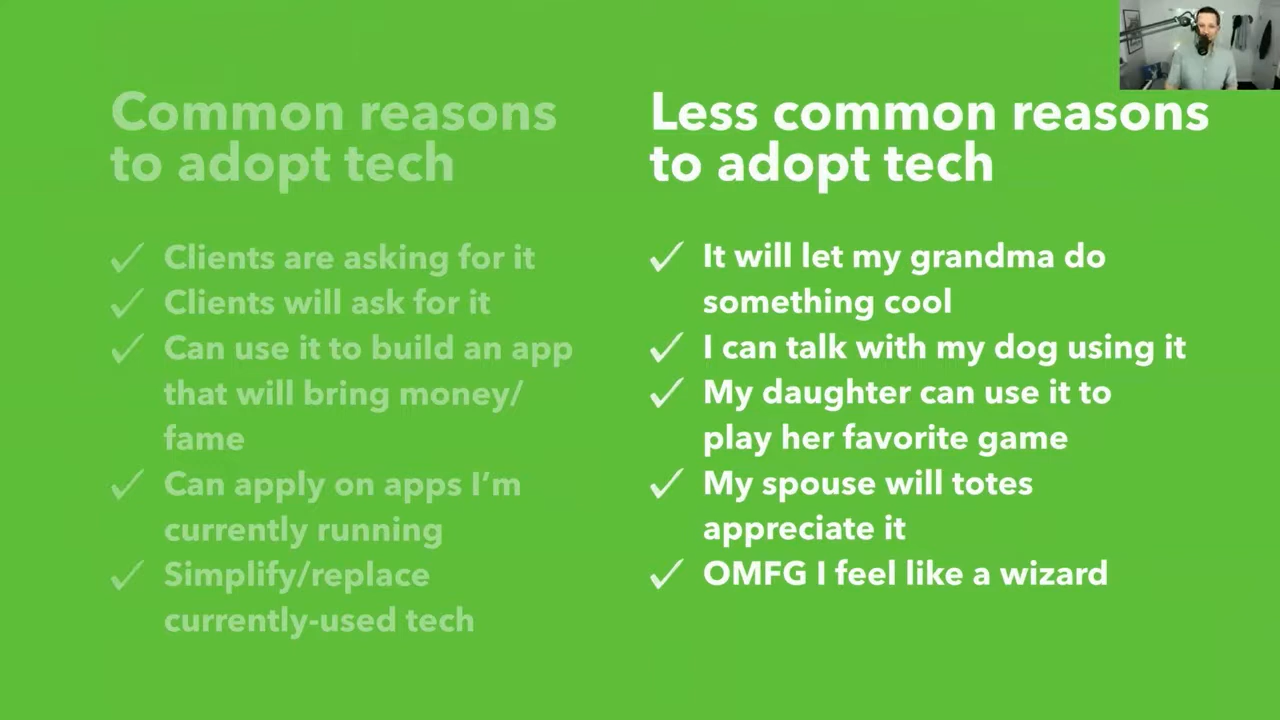 Common reasons
to adopt tech
Clients are asking for it
Clients will ask for it
Can use it to build an app
that will bring money/
fame
Can apply on apps I’m
currently running
Simplify/replace
currently-used tech
Less common reasons
to adopt tech
It will let my grandma do
something cool
I can talk with my dog using it
My daughter can use it to
play her favorite game
My spouse will totes
appreciate it
OMFG I feel like a wizard